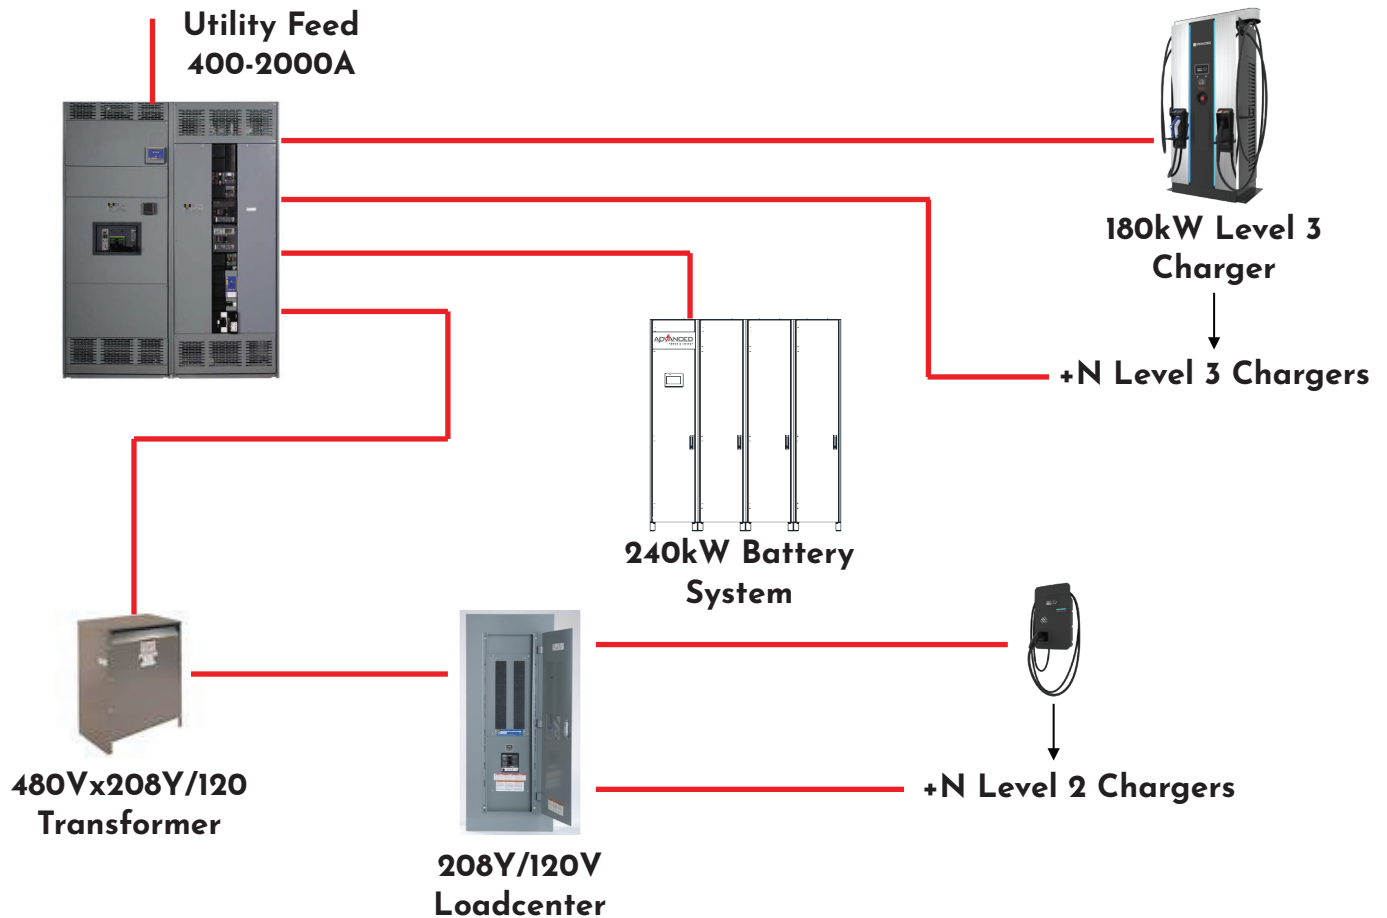 Utility Feed
400-2000A
180kW Level 3
Charger
+N Level 3 Chargers
ADVANCED
240kW Battery
System
480Vx208Y/120
Transformer
208Y/120V
Loadcenter
+N Level 2 Chargers